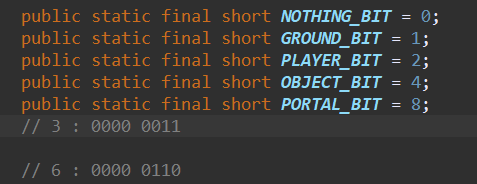 public static final short NOTHING_BIT = 0;
public static final short GROUND_BIT = 1;
public static final short PLAYER_BIT = 2;
public static final short OBJECT_BIT = 4;
public static final short PORTAL_BIT = 8;
// 3 : 0000 0011
// 6 : 0000 0110